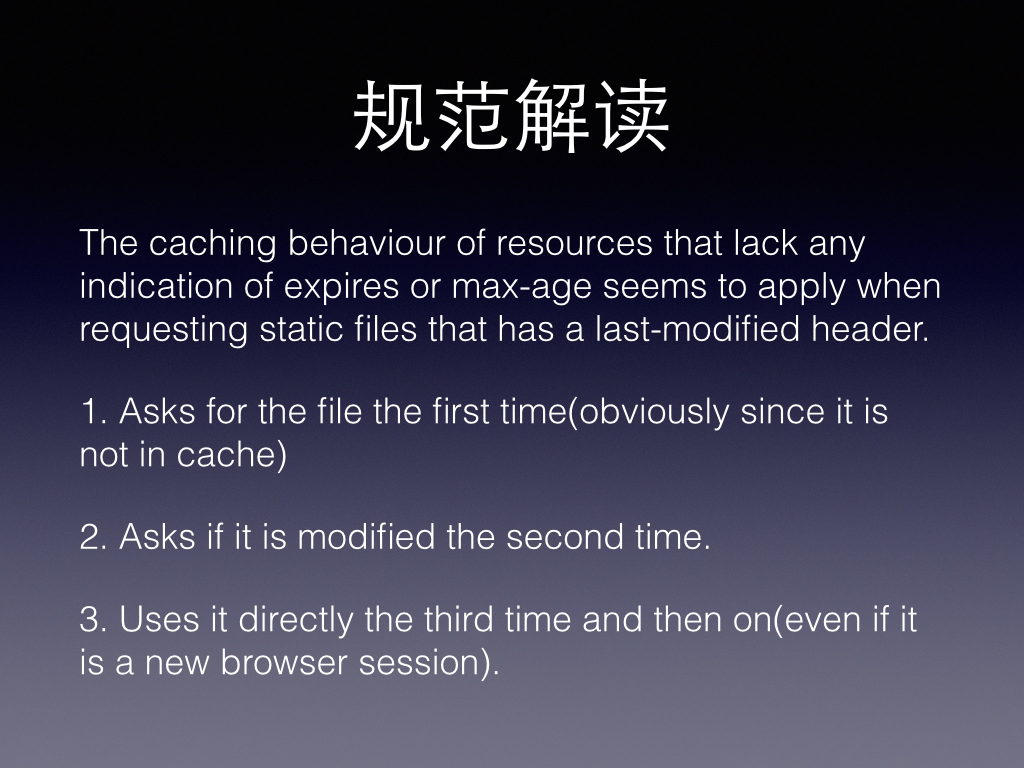 规范解读
The caching behaviour of resources that lack any
indication of expires or max-age seems to apply when
requesting static files that has a last-modified header.
1. Asks for the file the first time(obviously since it is
not in cache)
2. Asks if it is modified the second time.
3. Uses it directly the third time and then on(even if it
is a new browser session).